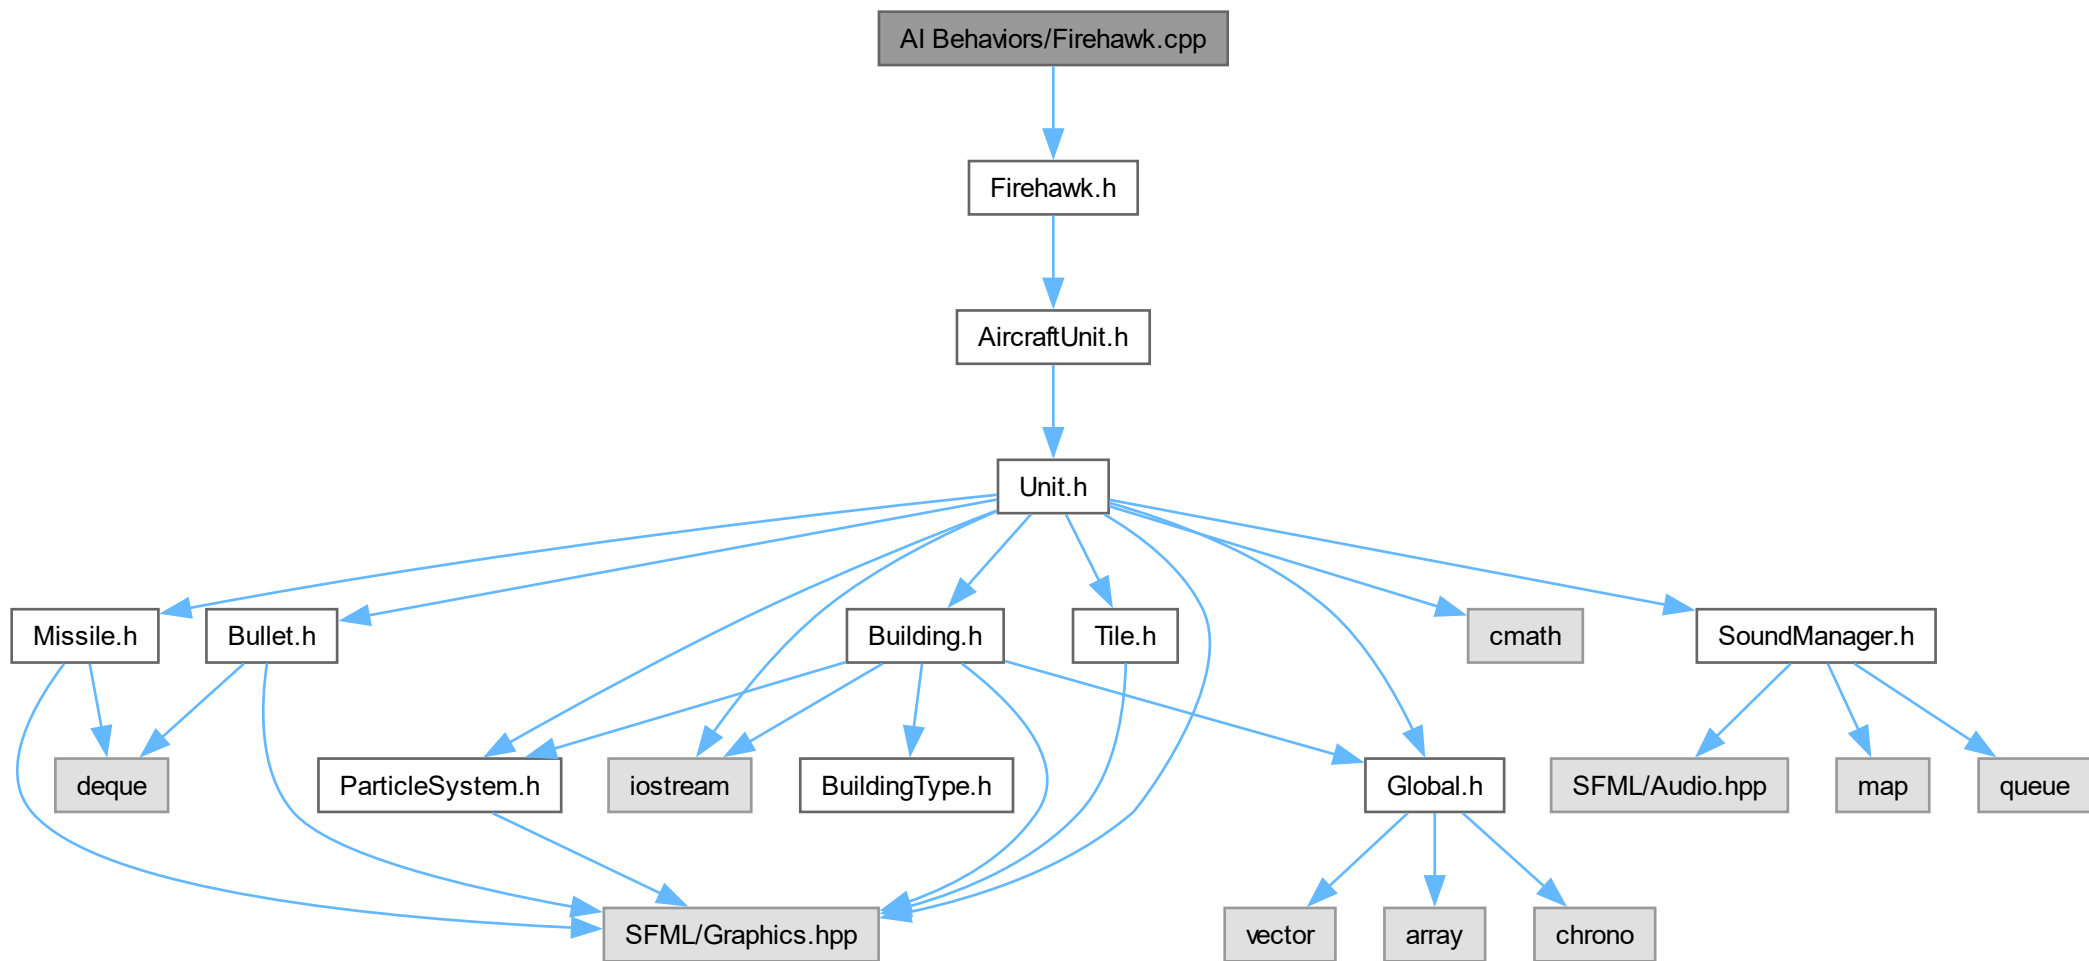 AI Behaviors/Firehawk.cpp
Firehawk.h
AircraftUnit.h
Unit.h
Missile.h
Bullet.h
Building.h
Tile.h
cmath
SoundManager.h
deque
ParticleSystem.h
iostream
BuildingType.h
Global.h
SFML/Audio.hpp
map
queue
SFML/Graphics.hpp
vector
array
chrono